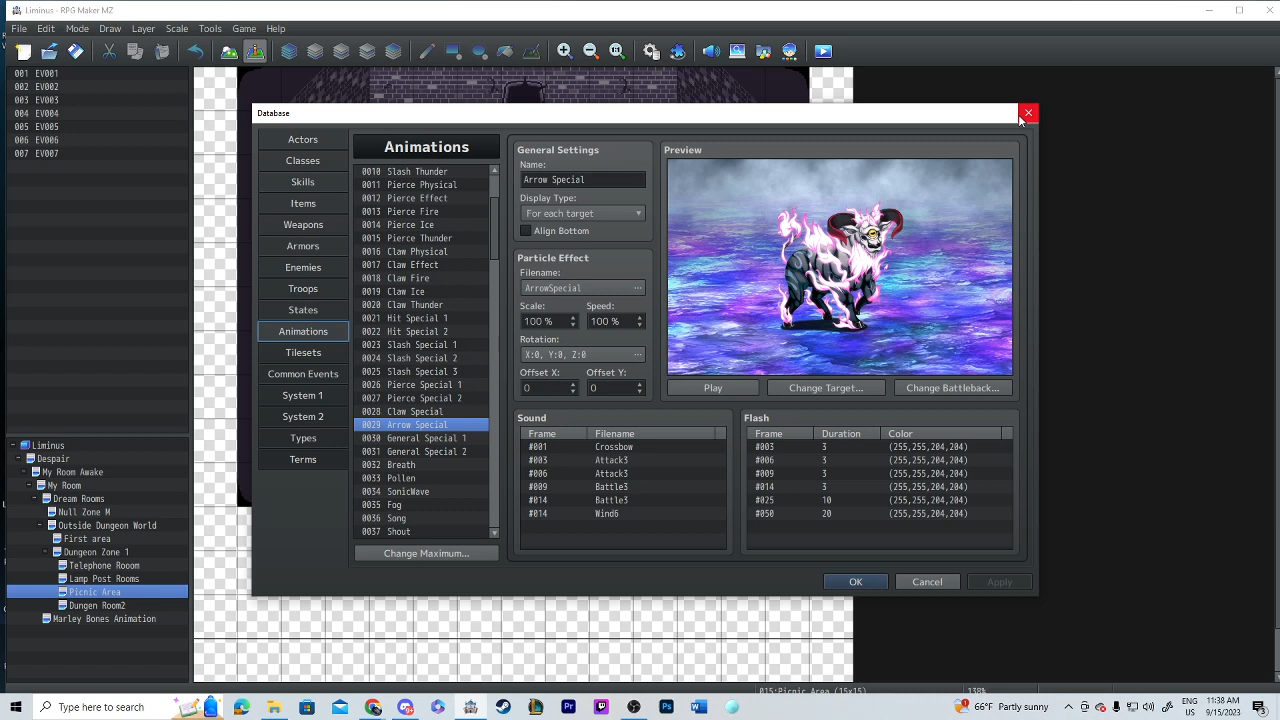 Liminus - RPG Maker MZ
File Edit Mode Draw Layer Scale Tools Game Help
001 EV001
002 EV002
003 EV003
004 EV004
005 EV005
006 EV006
007 EV007
Liminus
Despair
My Room Awake
My Room
Dream Rooms
Null Zone M
Outside Dungeon World
First area
Dungeon Zone 1
Telephone Rooom
Lamp Post Rooms
Picnic Area
Dungen Room2
Marley Bones Animation
Database
Actors
Classes
Skills
Items
Weapons
Armors
Enemies
Troops
States
Animations
Tilesets
Common Events
System 1
System 2
Types
Terms
Animations
0010 Slash Thunder
0011 Pierce Physical
0012 Pierce Effect
0013 Pierce Fire
0014 Pierce Ice
0015 Pierce Thunder
0016 Claw Physical
0017 Claw Effect
0018 Claw Fire
0019 Claw Ice
0020 Claw Thunder
0021 Hit Special 1
0022 Hit Special 2
0023 Slash Special 1
0024 Slash Special 2
0025 Slash Special 3
0026 Pierce Special 1
0027 Pierce Special 2
0028 Claw Special
0029 Arrow Special
0030 General Special 1
0031 General Special 2
0032 Breath
0033 Pollen
0034 SonicWave
0035 Fog
0036 Song
0037 Shout
Change Maximum...
General Settings
Name:
Arrow Special
Display Type:
For each target
Align Bottom
Particle Effect
Filename:
ArrowSpecial
Scale: Speed:
100 % 100 %
Rotation:
X:0, Y:0, Z:0 ...
Offset X: Offset Y:
0 0
Preview
Play Change Target... Change Battleback...
Sound
Frame Filename
#001 Crossbow
#003 Attack3
#006 Attack3
#009 Battle3
#014 Battle3
#014 Wind6
Flash
Frame Duration Color
#003 3 (255,255,204,204)
#006 3 (255,255,204,204)
#009 3 (255,255,204,204)
#014 3 (255,255,204,204)
#025 10 (255,255,204,204)
#050 20 (255,255,204,204)
OK Cancel Apply
015:Picnic Area (15x15) 138%
Type here to search
66°F Partly sunny
ENG
US
11:38 AM
9/15/2023